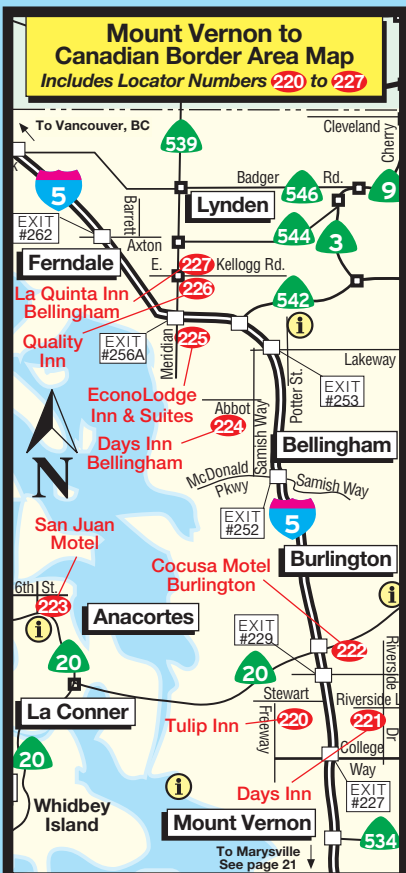 Mount Vernon to
Canadian Border Area Map
Includes Locator Numbers 220 to 227
To Vancouver, BC
539
Cleveland
Cherry
5
Badger Rd.
546
9
Lynden
EXIT
#262
Barrett
Axton
544
3
Ferndale
E. Kellogg Rd.
227
La Quinta Inn
Bellingham
226
542
Quality
Inn
EXIT
#256A
Meridian
225
i
Lakeway
Potter St.
EXIT
#253
EconoLodge
Inn & Suites
Abbot
224
Samish Way
Days Inn
Bellingham
Bellingham
N
McDonald
Pkwy
Samish Way
EXIT
#252
5
San Juan
Motel
Burlington
Cocusa Motel
Burlington
6th St.
223
i
i
Anacortes
EXIT
#229
222
20
20
Riverside
Stewart
Riverside L
La Conner
Freeway
220
221
Tulip Inn
Dr
20
College
Way
i
Days Inn
EXIT
#227
Whidbey
Island
Mount Vernon
534
To Marysville
See page 21